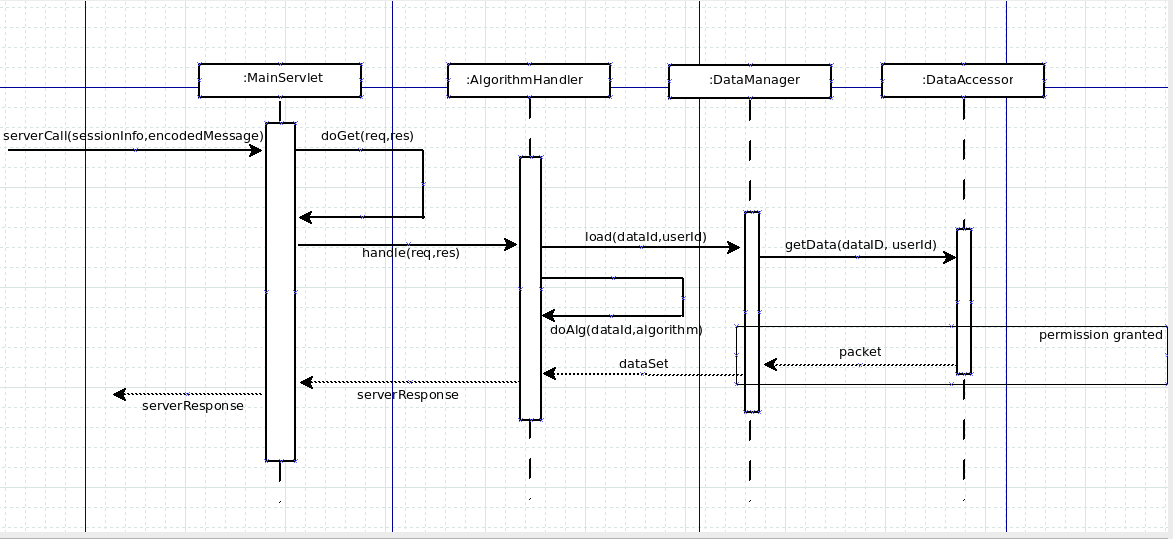 :MainServlet
:AlgorithmHandler
:DataManager
:DataAccessor
serverCall(sessionInfo,encodedMessage)
doGet(req,res)
handle(req,res)
load(dataId,userId)
getData(dataID, userId)
doAlg(dataId,algorithm)
permission granted
packet
dataSet
serverResponse
serverResponse